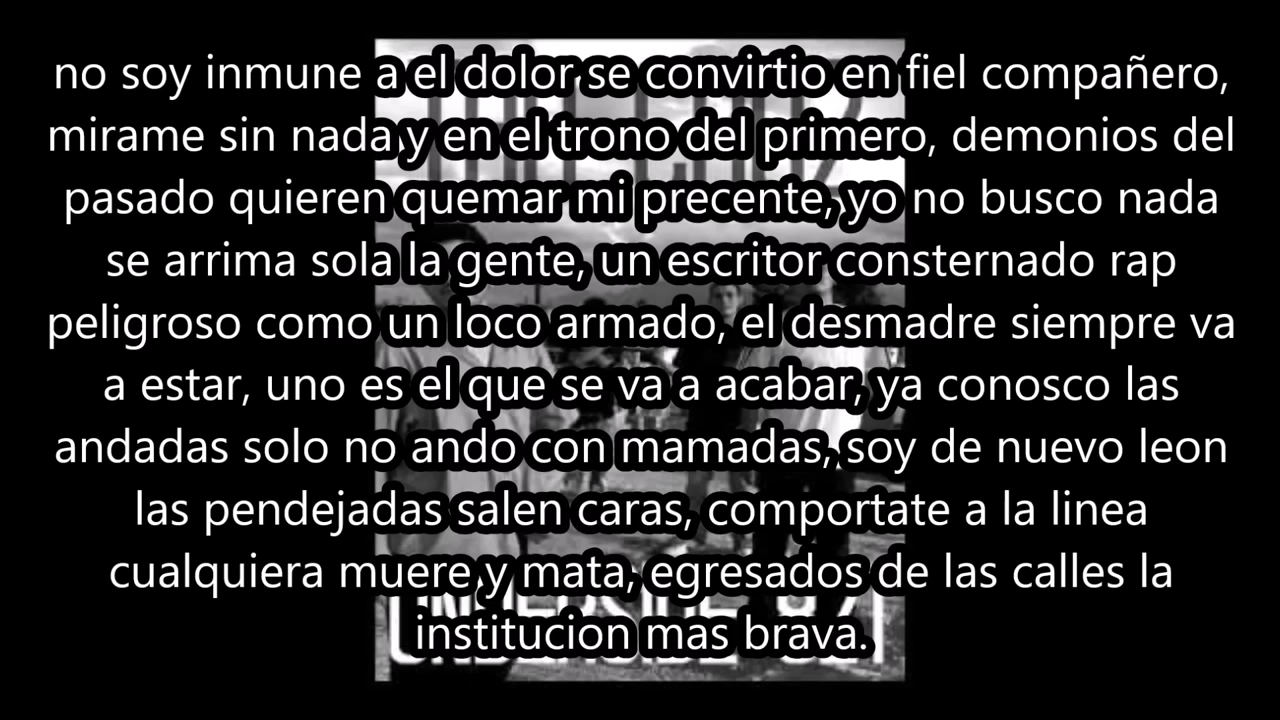 no soy inmune a el dolor se convirtio en fiel compañero,
mirame sin nada y en el trono del primero, demonios del
pasado quieren quemar mi precente, yo no busco nada
se arrima sola la gente, un escritor consternado rap
peligroso como un loco armado, el desmadre siempre va
a estar, uno es el que se va a acabar, ya conosco las
andadas solo no ando con mamadas, soy de nuevo leon
las pendejadas salen caras, comportate a la linea
cualquiera muere y mata, egresados de las calles la
institucion mas brava.